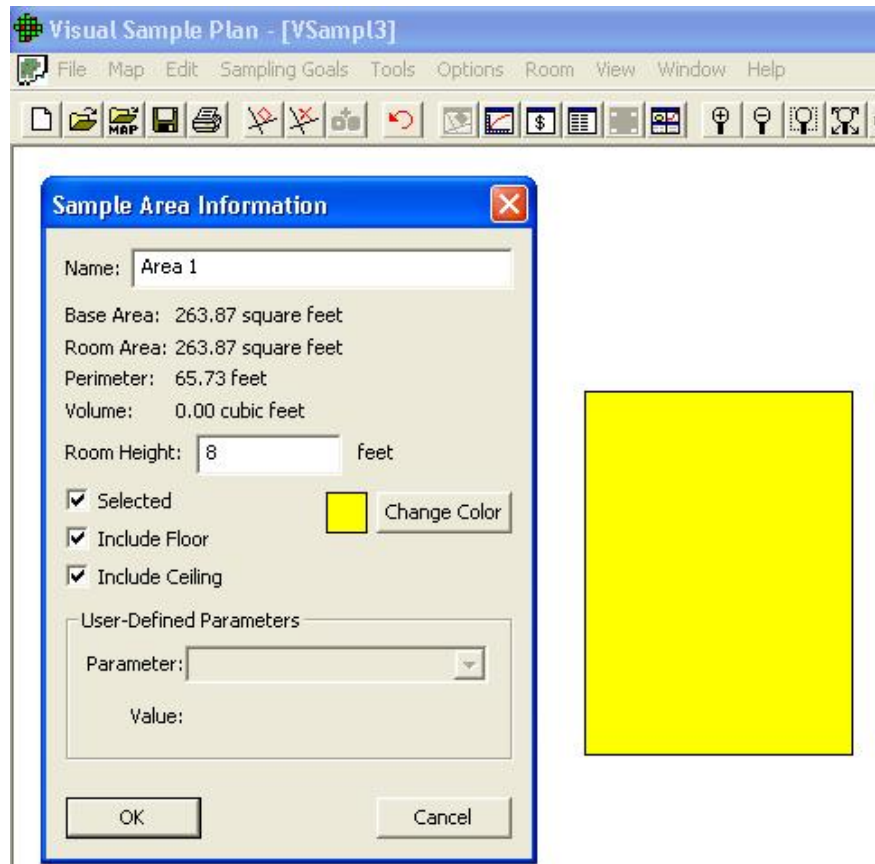 Visual Sample Plan - [VSampl3]
File Map Edit Sampling Goals Tools Options Room View Window Help
MAP $
Sample Area Information
Name: Area 1
Base Area: 263.87 square feet
Room Area: 263.87 square feet
Perimeter: 65.73 feet
Volume: 0.00 cubic feet
Room Height: 8 feet
Selected
Change Color
Include Floor
Include Ceiling
User-Defined Parameters
Parameter:
Value:
OK Cancel